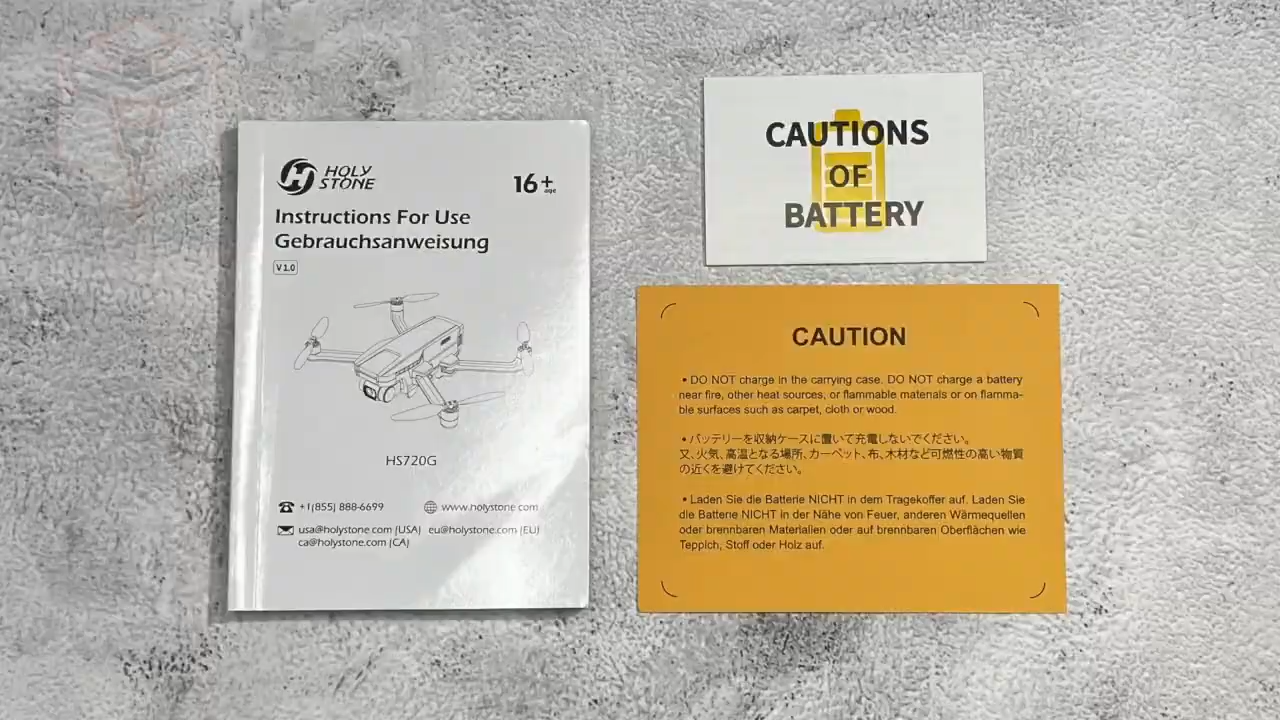 HOLY
STONE
16+
age
Instructions For Use
Gebrauchsanweisung
V 1.0
HS720G
+1(855) 888-6699
www.holystone.com
usa@holystone.com (USA) eu@holystone.com (EU)
ca@holystone.com (CA)
CAUTIONS
OF
BATTERY
CAUTION
• DO NOT charge in the carrying case. DO NOT charge a battery
near fire, other heat sources, or flammable materials or on flamma-
ble surfaces such as carpet, cloth or wood.
• バッテリーを収納ケースに置いて充電しないでください。
又、火気、高温となる場所、カーペット、布、木材など可燃性の高い物質
の近くを避けてください。
• Laden Sie die Batterie NICHT in dem Tragekoffer auf. Laden Sie
die Batterie NICHT in der Nähe von Feuer, anderen Wärmequellen
oder brennbaren Materialien oder auf brennbaren Oberflächen wie
Teppich, Stoff oder Holz auf.